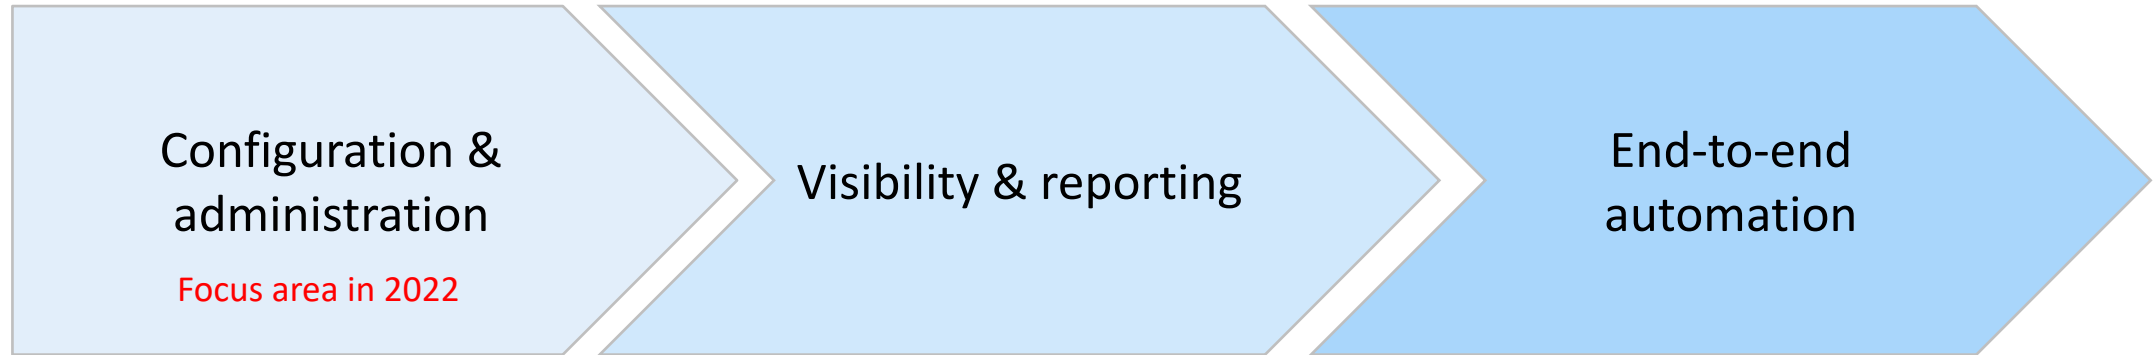 Configuration &
administration
Focus area in 2022
Visibility & reporting
End-to-end
automation